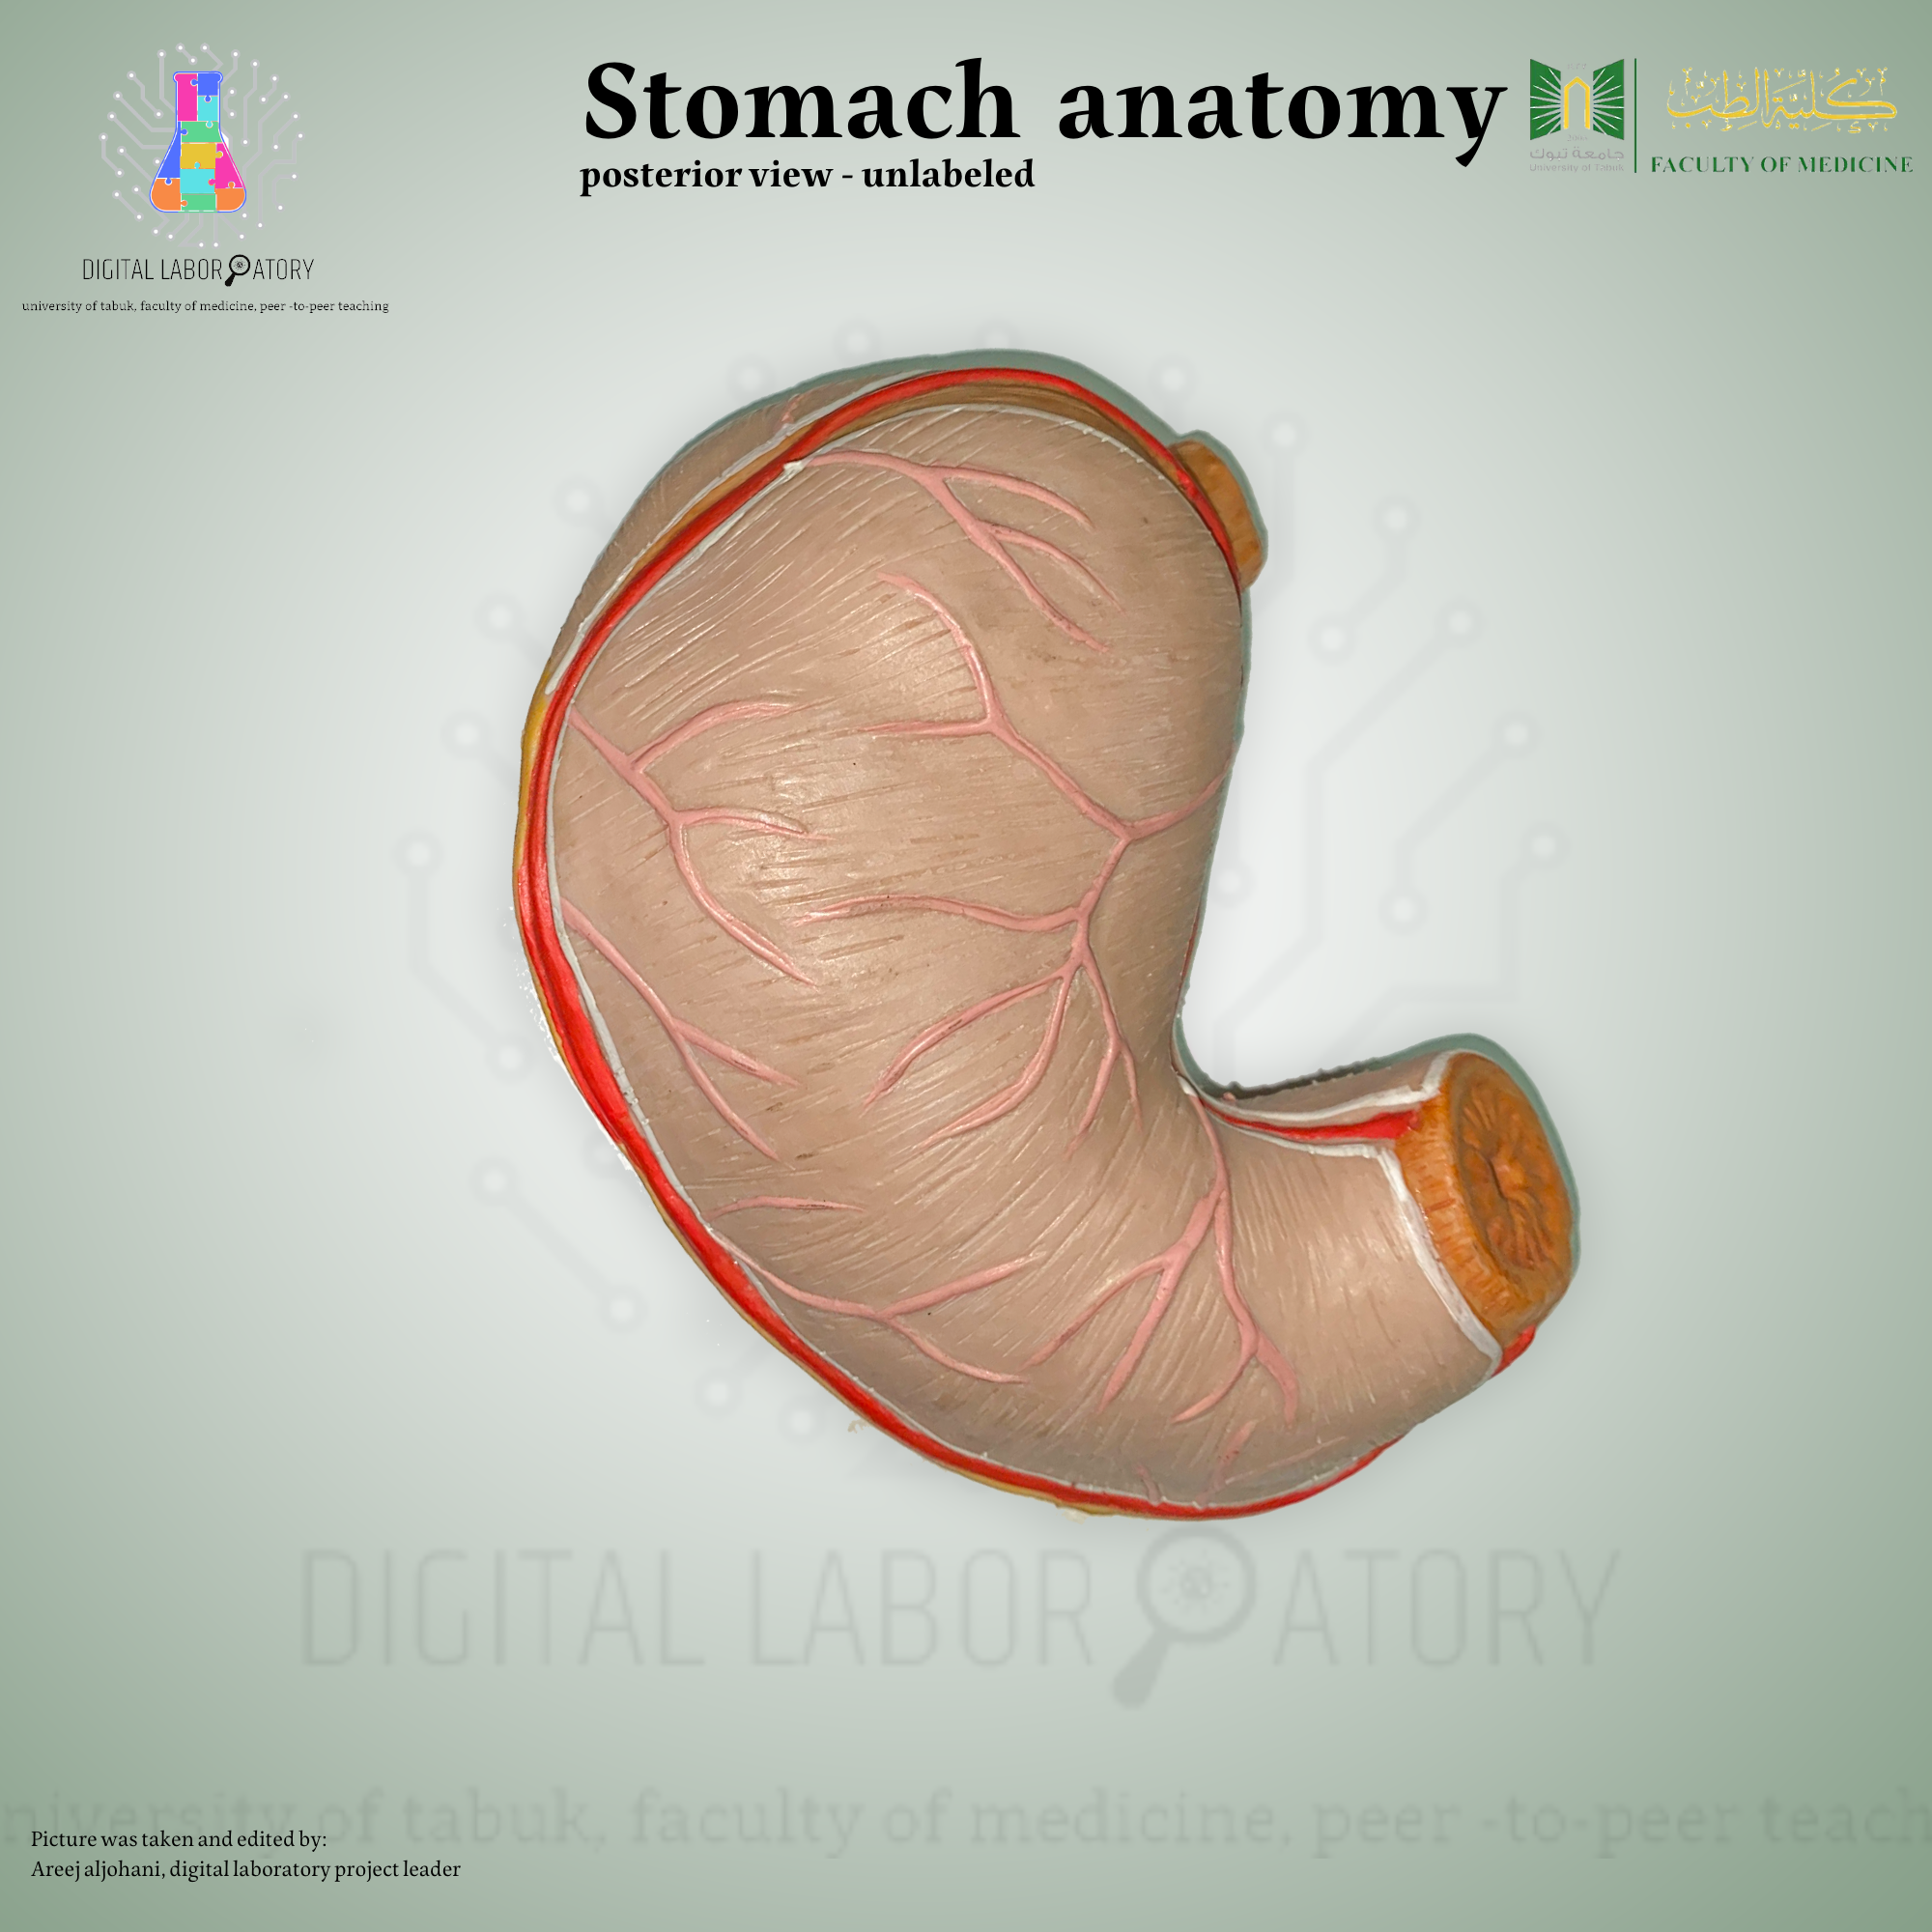 Stomach anatomy
posterior view - unlabeled
جامعة تبوك
University of Tabuk
كلية الطب
FACULTY OF MEDICINE
DIGITAL LABORATORY
university of tabuk, faculty of medicine, peer -to-peer teaching
DIGITAL LABORATORY
niversity of tabuk, faculty of medicine, peer -to-peer teach
Picture was taken and edited by:
Areej aljohani, digital laboratory project leader